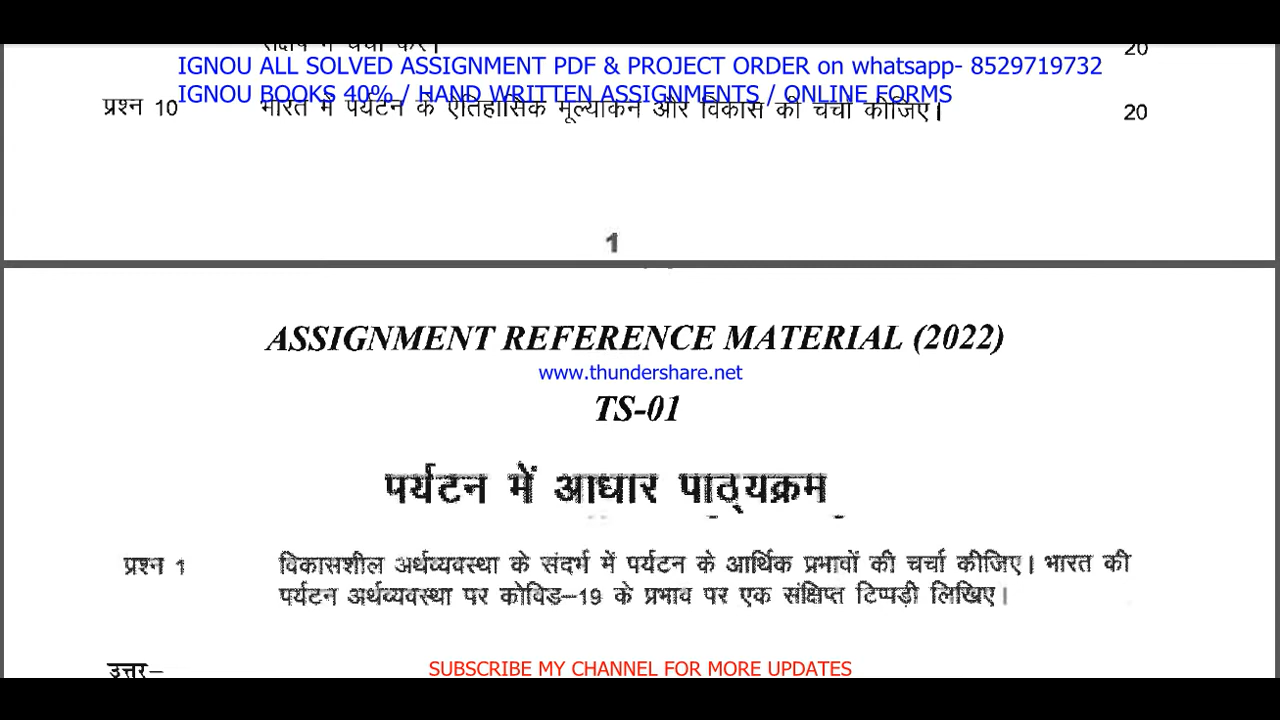 संक्षेप में चर्चा करें। 20
IGNOU ALL SOLVED ASSIGNMENT PDF & PROJECT ORDER on whatsapp- 8529719732
IGNOU BOOKS 40% / HAND WRITTEN ASSIGNMENTS / ONLINE FORMS
प्रश्न 10 भारत में पर्यटन के ऐतिहासिक मूल्यांकन और विकास की चर्चा कीजिए। 20
1
ASSIGNMENT REFERENCE MATERIAL (2022)
www.thundershare.net
TS-01
पर्यटन में आधार पाठ्यक्रम
प्रश्न 1 विकासशील अर्थव्यवस्था के संदर्भ में पर्यटन के आर्थिक प्रभावों की चर्चा कीजिए। भारत की
पर्यटन अर्थव्यवस्था पर कोविड–19 के प्रभाव पर एक संक्षिप्त टिप्पड़ी लिखिए।
उत्तर–
SUBSCRIBE MY CHANNEL FOR MORE UPDATES